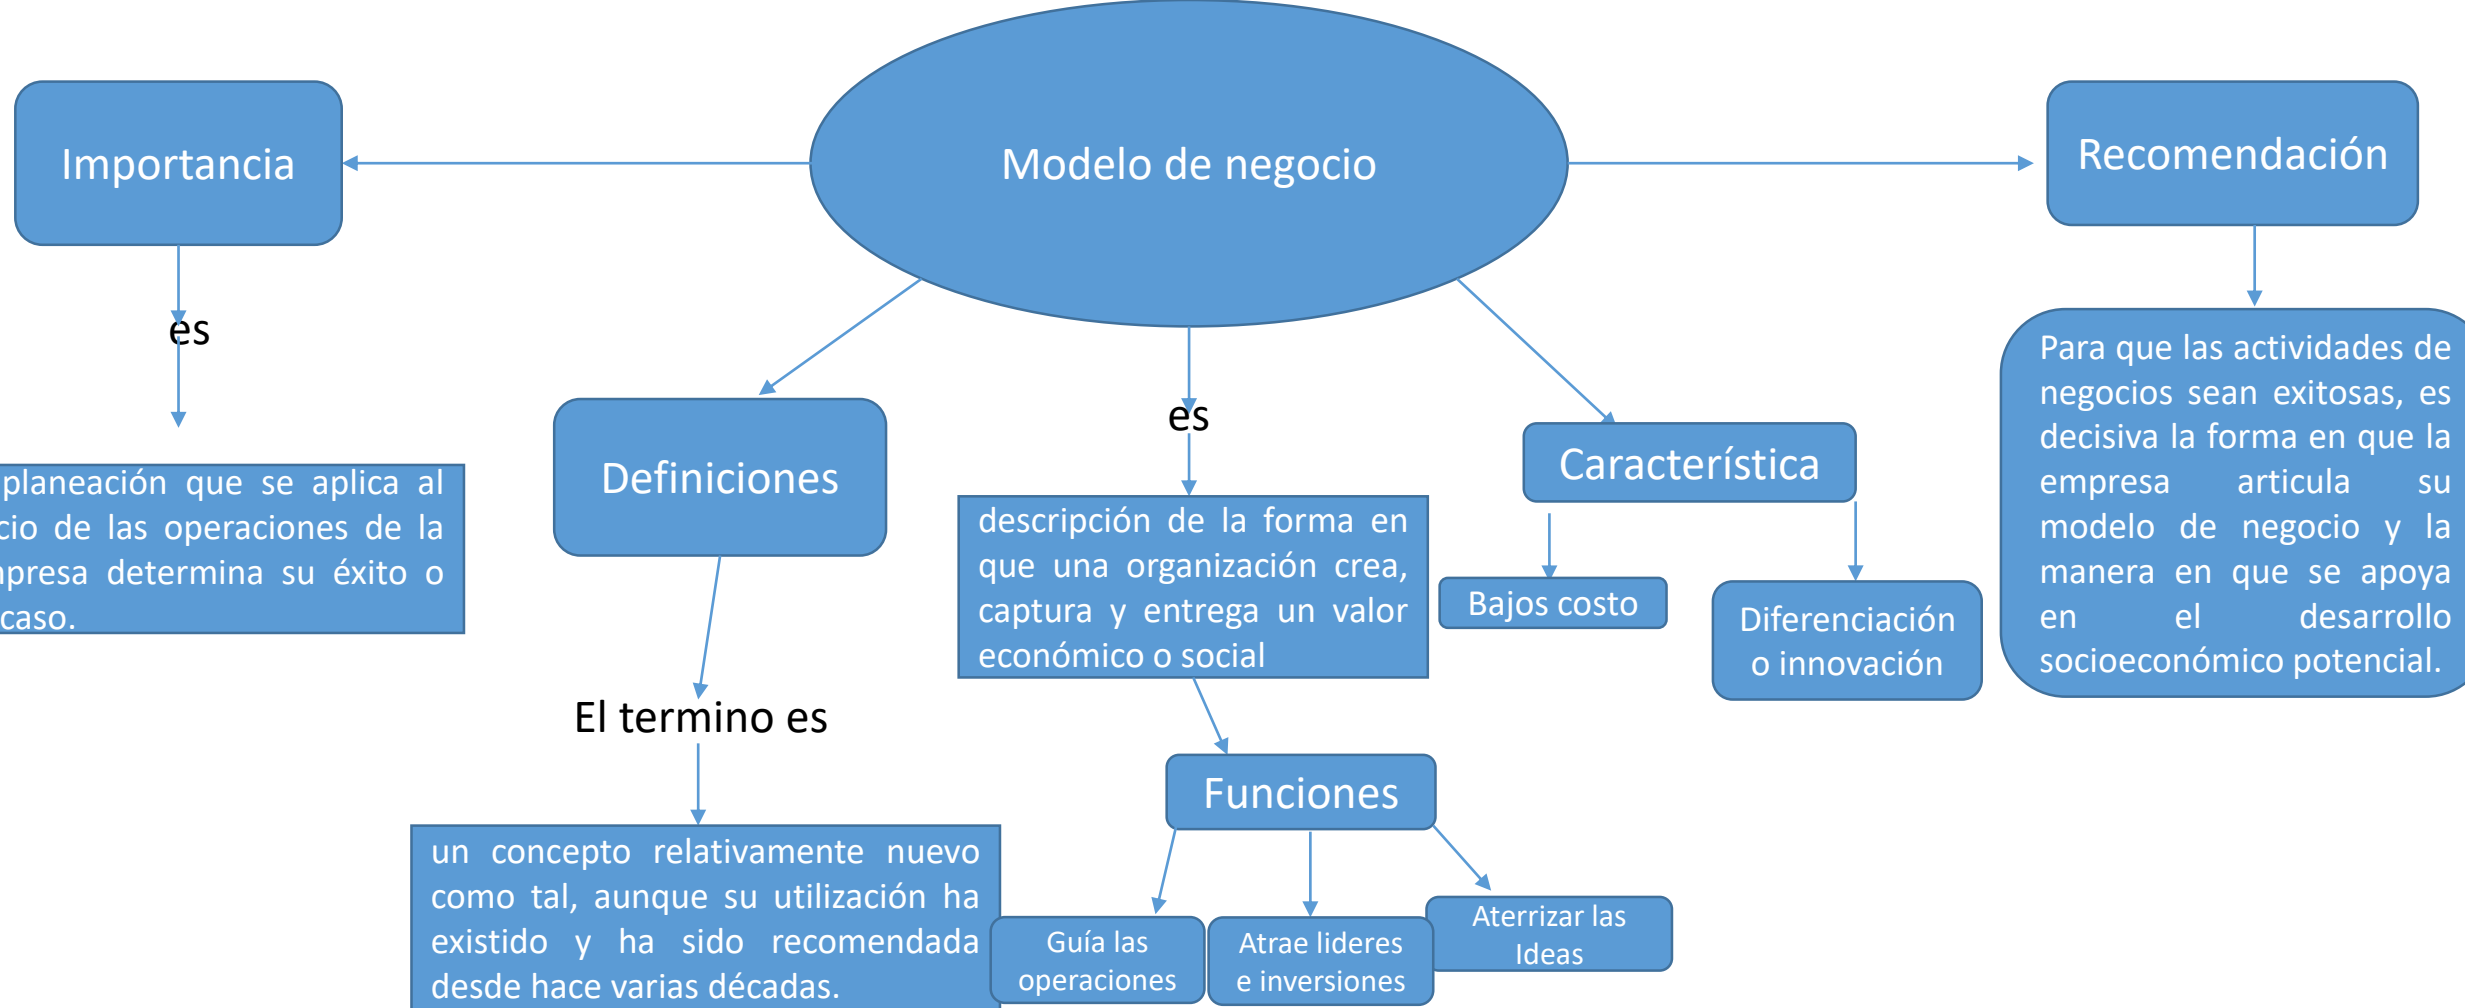 Modelo de negocio
Importancia
es
planeación que se aplica al
cio de las operaciones de la
presa determina su éxito o
caso.
Definiciones
El termino es
un concepto relativamente nuevo
como tal, aunque su utilización ha
existido y ha sido recomendada
desde hace varias décadas.
es
descripción de la forma en
que una organización crea,
captura y entrega un valor
económico o social
Funciones
Guía las
operaciones
Atrae lideres
e inversiones
Aterrizar las
Ideas
Característica
Bajos costo
Diferenciación
o innovación
Recomendación
Para que las actividades de
negocios sean exitosas, es
decisiva la forma en que la
empresa articula su
modelo de negocio y la
manera en que se apoya
en el desarrollo
socioeconómico potencial.